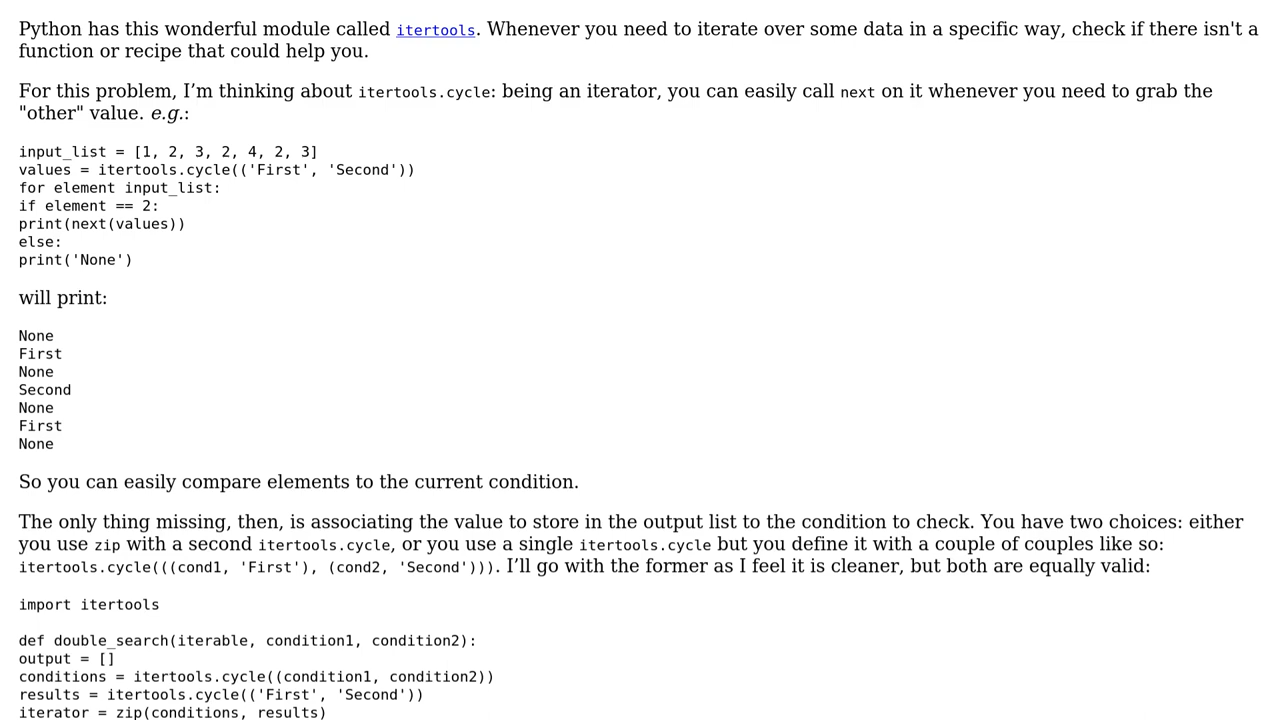 Python has this wonderful module called itertools. Whenever you need to iterate over some data in a specific way, check if there isn't a
function or recipe that could help you.
For this problem, I’m thinking about itertools.cycle: being an iterator, you can easily call next on it whenever you need to grab the
"other" value. e.g.:
input_list = [1, 2, 3, 2, 4, 2, 3]
values = itertools.cycle(('First', 'Second'))
for element input_list:
if element == 2:
print(next(values))
else:
print('None')
will print:
None
First
None
Second
None
First
None
So you can easily compare elements to the current condition.
The only thing missing, then, is associating the value to store in the output list to the condition to check. You have two choices: either
you use zip with a second itertools.cycle, or you use a single itertools.cycle but you define it with a couple of couples like so:
itertools.cycle(((cond1, 'First'), (cond2, 'Second'))). I’ll go with the former as I feel it is cleaner, but both are equally valid:
import itertools
def double_search(iterable, condition1, condition2):
output = []
conditions = itertools.cycle((condition1, condition2))
results = itertools.cycle(('First', 'Second'))
iterator = zip(conditions, results)